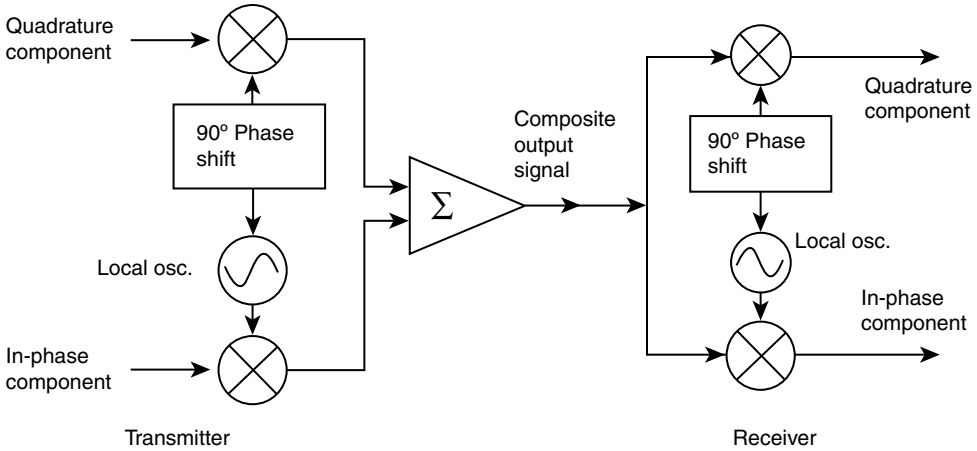 Quadrature
component
90º Phase
shift
Local osc.
In-phase
component
Transmitter
Σ
Composite
output
signal
Quadrature
component
90º Phase
shift
Local osc.
In-phase
component
Receiver